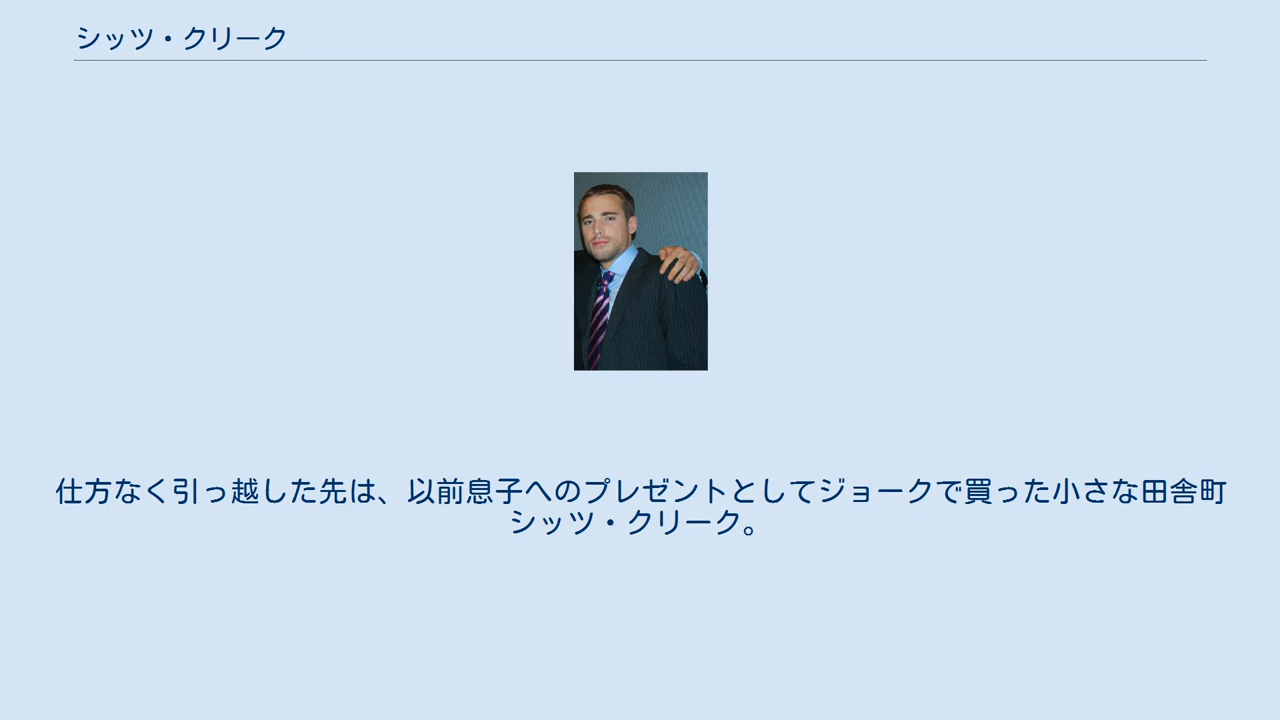 シッツ・クリーク
仕方なく引っ越した先は、以前息子へのプレゼントとしてジョークで買った小さな田舎町
シッツ・クリーク。